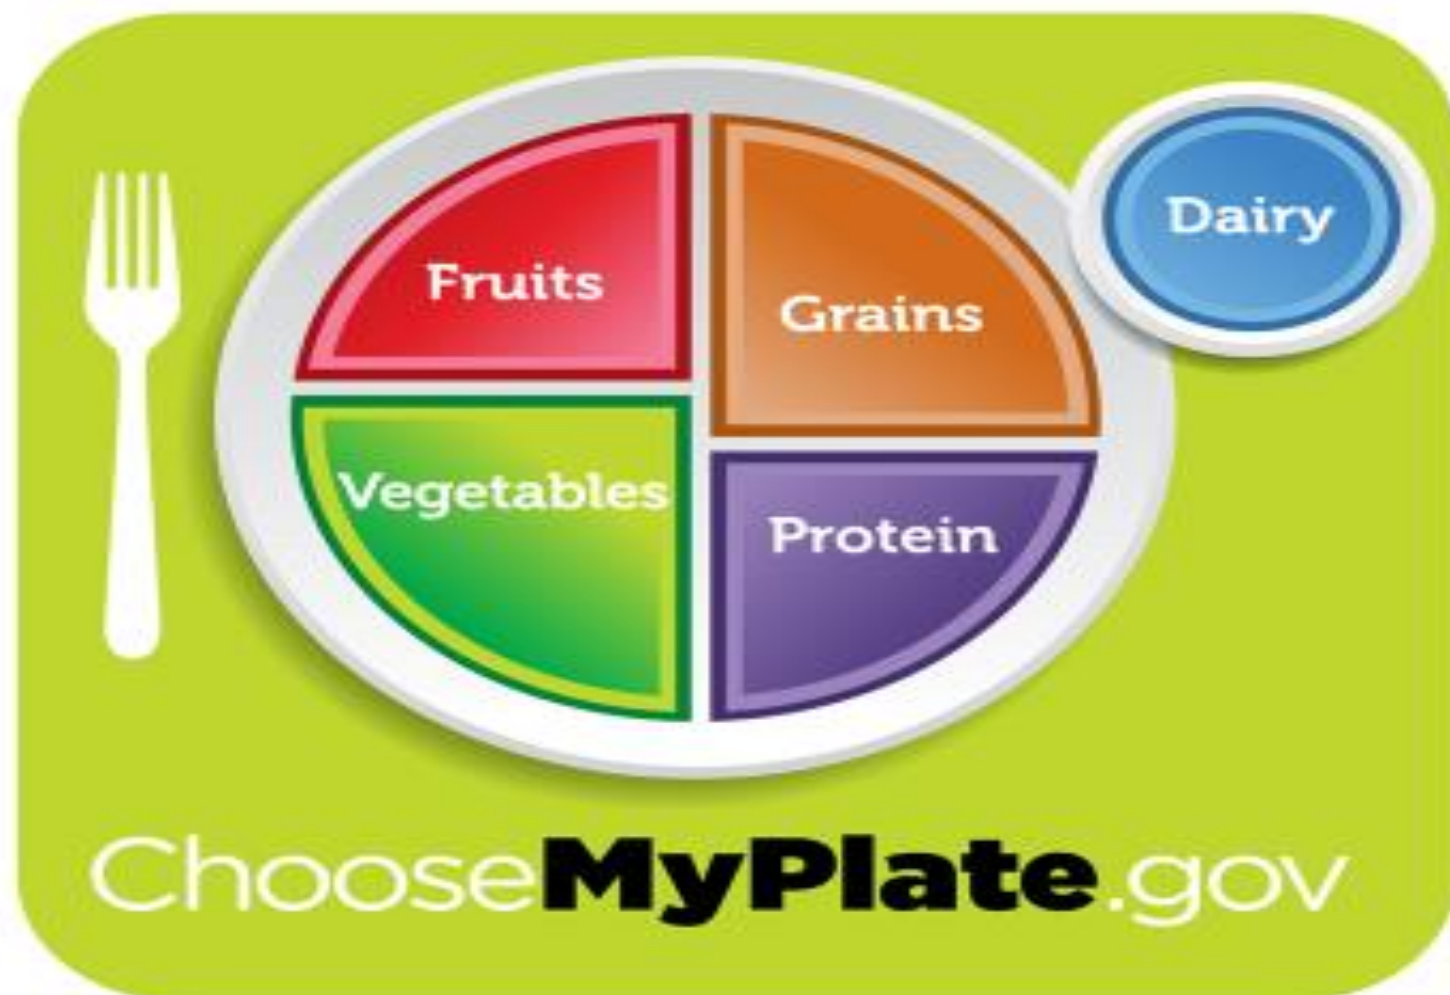 Fruits
Grains
Dairy
Vegetables
Protein
ChooseMyPlate.gov